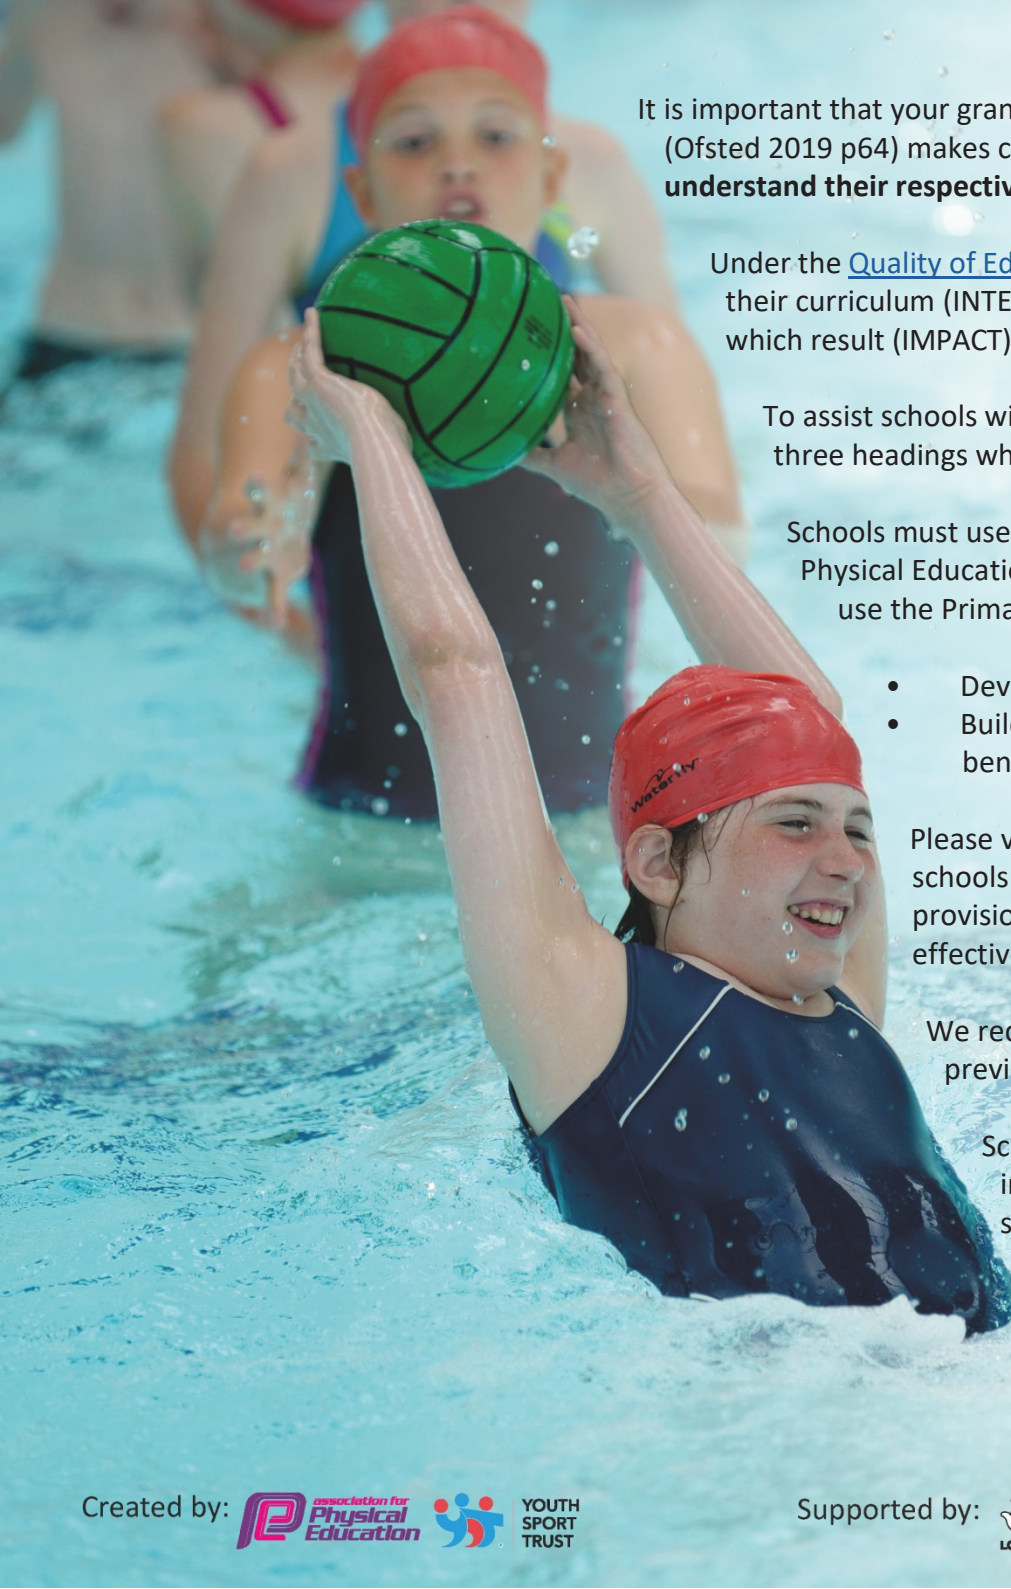 It is important that your gran
(Ofsted 2019 p64) makes c
understand their respectiv
Under the Quality of Ed
their curriculum (INTE
which result (IMPACT)
To assist schools wi
three headings wh
Schools must use
Physical Educatio
use the Prima
• Dev
• Buil
ben
Please v
schools
provisio
effectiv
We rec
previ
Sc
i
s
Waterfly
Created by:
association for
Physical
Education
YOUTH
SPORT
TRUST
Supported by:
LO